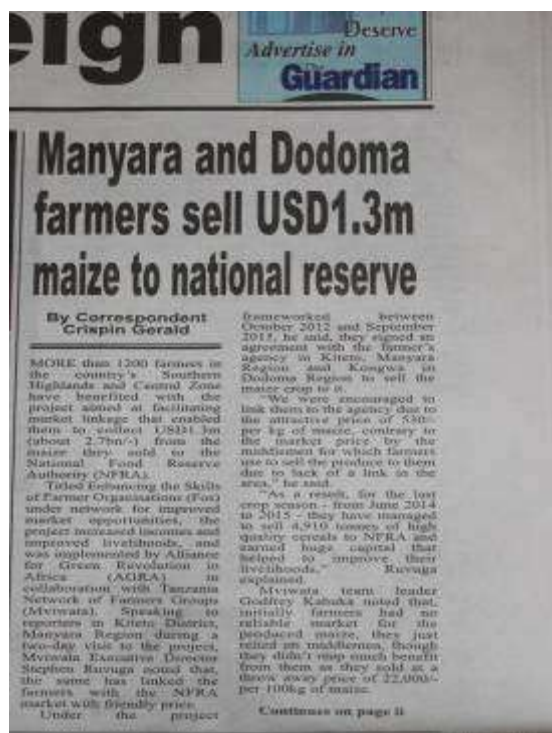 eign
Deserve
Advertise in
Guardian
Manyara and Dodoma
farmers sell USD1.3m
maize to national reserve
By Correspondent
Crispin Gerald
MORE than 1200 farmers in
the country's Southern
Highlands and Central Zone
have benefited with the
project aimed at facilitating
market linkage that enabled
them to collect USD1.3m
(about 2.7bn/-) from the
maize they sold to the
National Food Reserve
Authority (NFRA).
Titled Enhancing the Skills
of Farmer Organisations (Fos)
under network for improved
market opportunities, the
project increased incomes and
improved livelihoods, and
was implemented by Alliance
for Green Revolution in
Africa (AGRA) in
collaboration with Tanzania
Network of Farmers Groups
(Mviwata). Speaking to
reporters in Kiteto District,
Manyara Region during a
two-day visit to the project,
Mviwata Executive Director
Stephen Ruvuga noted that,
the same has linked the
farmers with the NFRA
market with friendly price.
Under the project
frameworked between
October 2012 and September
2015, he said, they signed an
agreement with the former's
agency in Kiteto, Manyara
Region and Kongwa in
Dodoma Region to sell the
maize crop to it.
"We were encouraged to
link them to the agency due to
the attractive price of 530/-
per kg of maize, contrary to
the market price by the
middlemen for which farmers
use to sell the produce to them
due to lack of a link in the
area," he said.
"As a result, for the last
crop season - from June 2014
to 2015 - they have managed
to sell 4,910 tonnes of high
quality cereals to NFRA and
earned huge capital that
helped to improve their
livelihoods," Ruvuga
explained.
Mviwata team leader
Godfrey Kabuka noted that,
initially farmers had no
reliable market for the
produced maize, they just
relied on middlemen, though
they didn't reap much benefit
from them as they sold at a
throw away price of 22,000/-
per 100kg of maize.
Continues on page ii